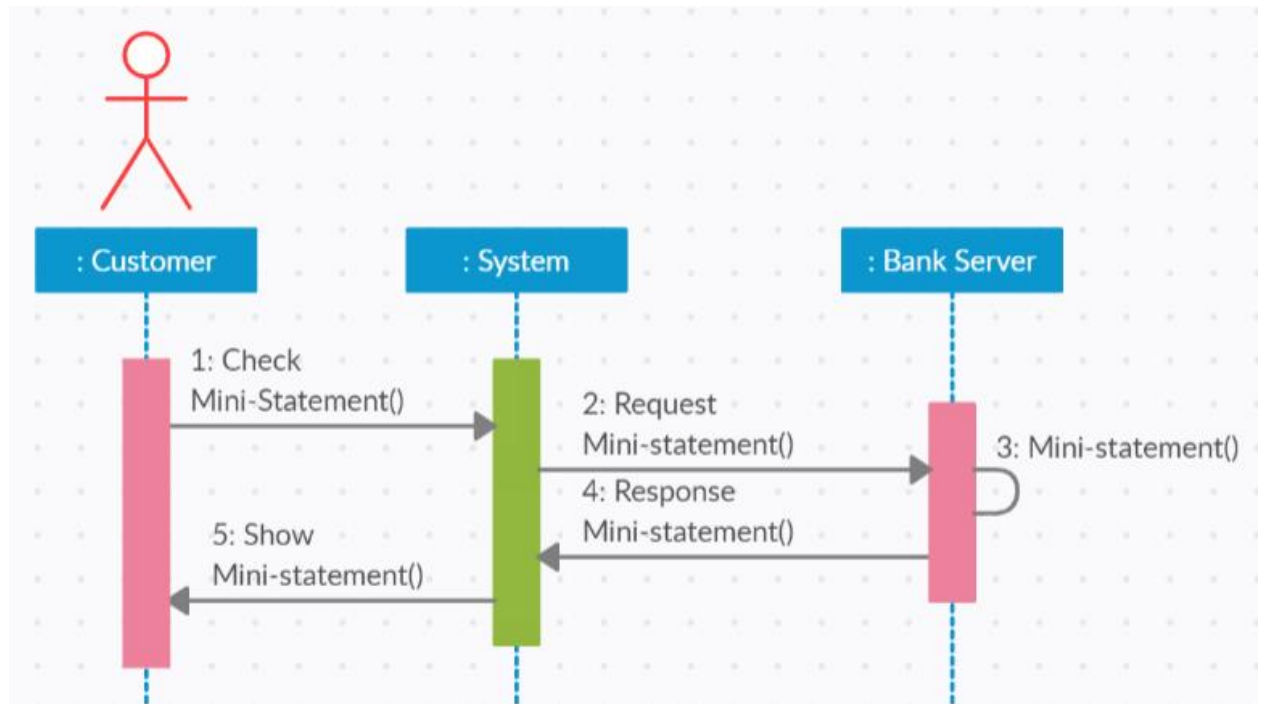 : Customer
: System
: Bank Server
1: Check
Mini-Statement()
2: Request
Mini-statement()
3: Mini-statement()
4: Response
Mini-statement()
5: Show
Mini-statement()